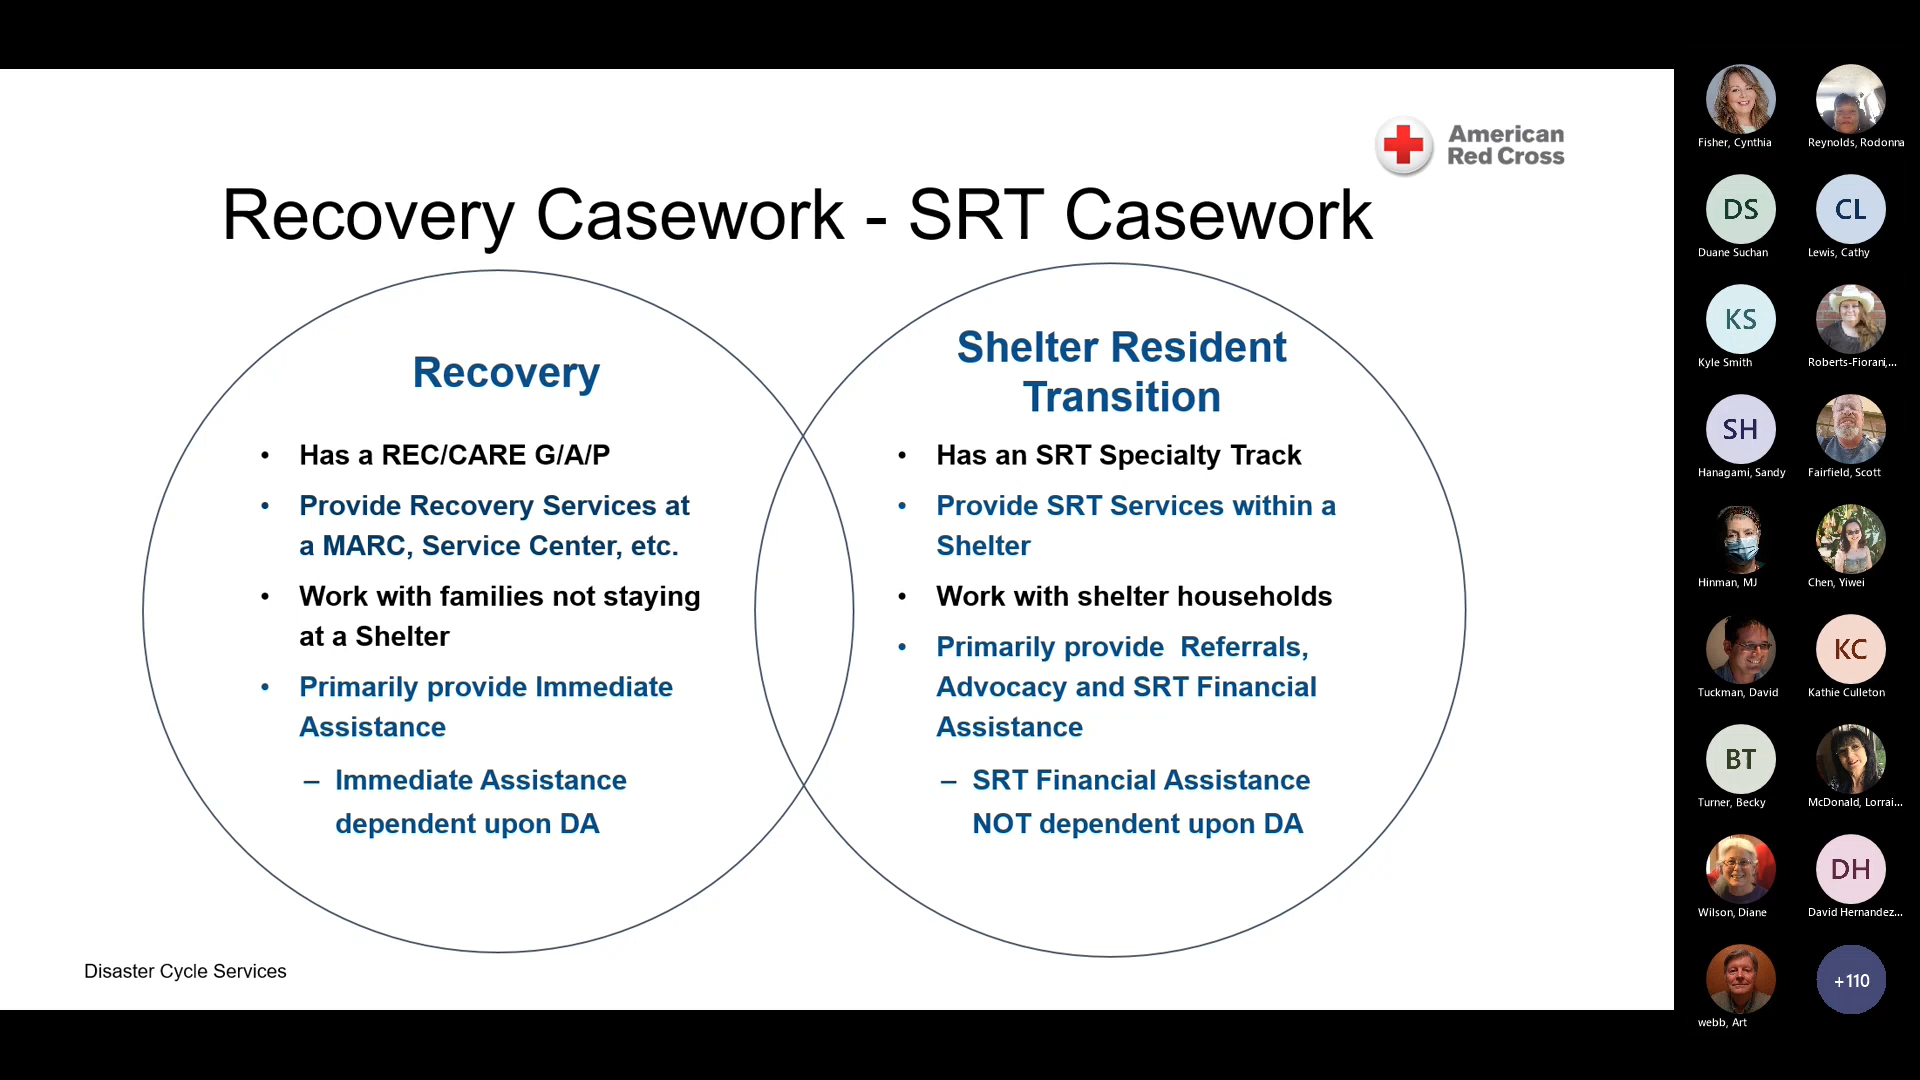 American
Red Cross
Recovery Casework - SRT Casework
Recovery
• Has a REC/CARE G/A/P
• Provide Recovery Services at
a MARC, Service Center, etc.
• Work with families not staying
at a Shelter
• Primarily provide Immediate
Assistance
– Immediate Assistance
dependent upon DA
Shelter Resident
Transition
• Has an SRT Specialty Track
• Provide SRT Services within a
Shelter
• Work with shelter households
• Primarily provide Referrals,
Advocacy and SRT Financial
Assistance
– SRT Financial Assistance
NOT dependent upon DA
Disaster Cycle Services
Fisher, Cynthia
Reynolds, Rodonna
DS
Duane Suchan
CL
Lewis, Cathy
KS
Kyle Smith
Roberts-Fiorani,...
SH
Hanagami, Sandy
Fairfield, Scott
Hinman, MJ
Chen, Yiwei
Tuckman, David
KC
Kathie Culleton
BT
Turner, Becky
McDonald, Lorrai...
Wilson, Diane
DH
David Hernandez...
webb, Art
+110